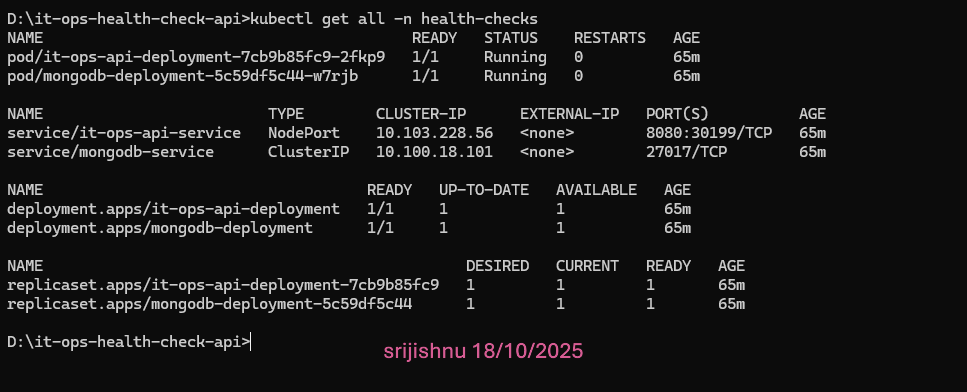 D:\it-ops-health-check-api>kubectl get all -n health-checks
NAME READY STATUS RESTARTS AGE
pod/it-ops-api-deployment-7cb9b85fc9-2fkp9 1/1 Running 0 65m
pod/mongodb-deployment-5c59df5c44-w7rjb 1/1 Running 0 65m
NAME TYPE CLUSTER-IP EXTERNAL-IP PORT(S) AGE
service/it-ops-api-service NodePort 10.103.228.56 <none> 8080:30199/TCP 65m
service/mongodb-service ClusterIP 10.100.18.101 <none> 27017/TCP 65m
NAME READY UP-TO-DATE AVAILABLE AGE
deployment.apps/it-ops-api-deployment 1/1 1 1 65m
deployment.apps/mongodb-deployment 1/1 1 1 65m
NAME DESIRED CURRENT READY AGE
replicaset.apps/it-ops-api-deployment-7cb9b85fc9 1 1 1 65m
replicaset.apps/mongodb-deployment-5c59df5c44 1 1 1 65m
D:\it-ops-health-check-api>
srijishnu 18/10/2025